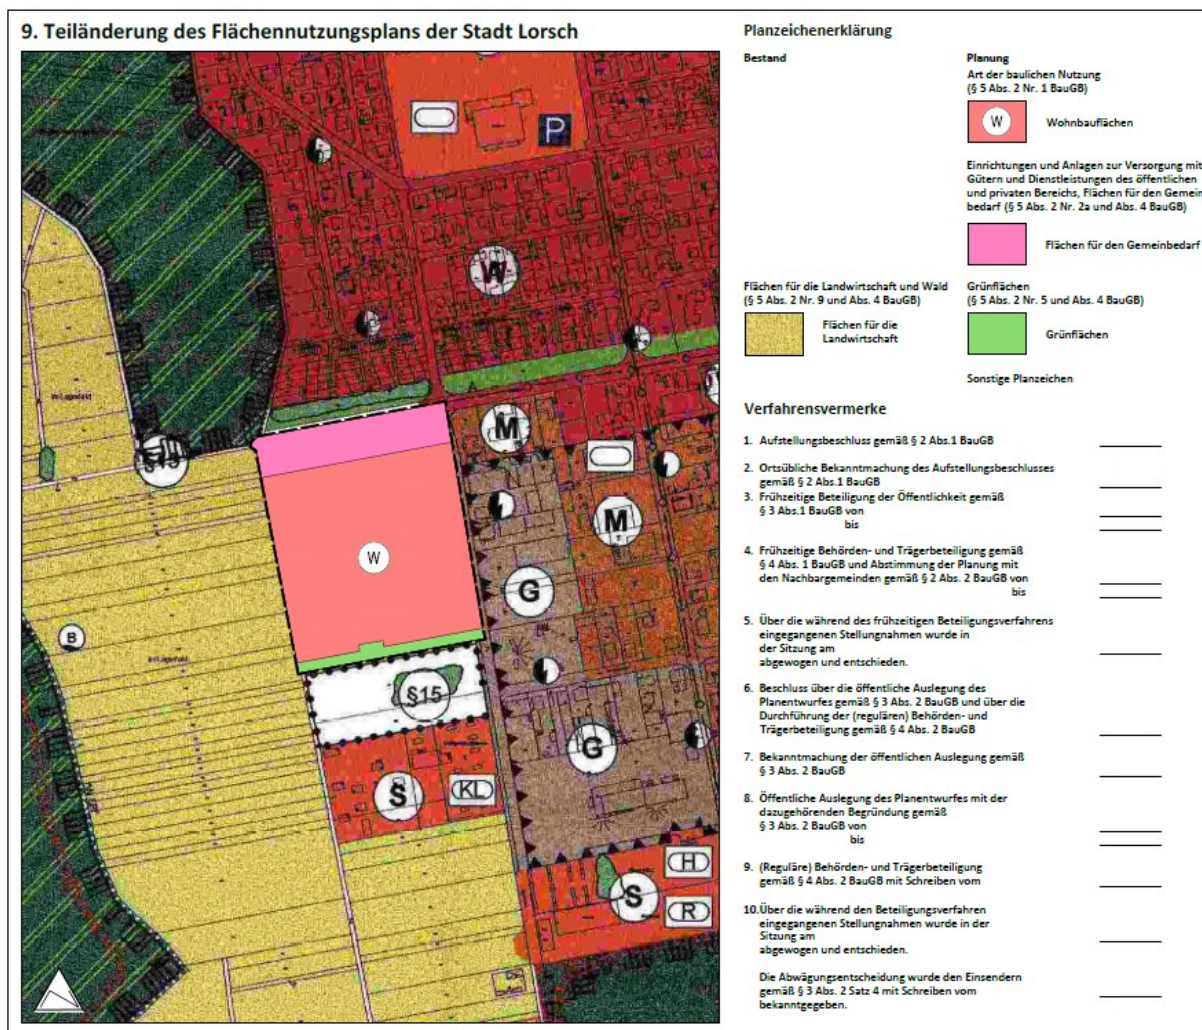 9. Teiländerung des Flächennutzungsplans der Stadt Lorsch
P
W
§15
M
M
W
G
B
§15
G
S
KL
H
S
R
Planzeichenerklärung
Bestand
Planung
Art der baulichen Nutzung
(§ 5 Abs. 2 Nr. 1 BauGB)
W
Wohnbauflächen
Einrichtungen und Anlagen zur Versorgung mit
Gütern und Dienstleistungen des öffentlichen
und privaten Bereichs, Flächen für den Gemein
bedarf (§ 5 Abs. 2 Nr. 2a und Abs. 4 BauGB)
Flächen für den Gemeinbedarf
Flächen für die Landwirtschaft und Wald
(§ 5 Abs. 2 Nr. 9 und Abs. 4 BauGB)
Flächen für die
Landwirtschaft
Grünflächen
(§ 5 Abs. 2 Nr. 5 und Abs. 4 BauGB)
Grünflächen
Sonstige Planzeichen
Verfahrensvermerke
1. Aufstellungsbeschluss gemäß § 2 Abs.1 BauGB
2. Ortsübliche Bekanntmachung des Aufstellungsbeschlusses
gemäß § 2 Abs.1 BauGB
3. Frühzeitige Beteiligung der Öffentlichkeit gemäß
§ 3 Abs.1 BauGB von
bis
4. Frühzeitige Behörden- und Trägerbeteiligung gemäß
§ 4 Abs. 1 BauGB und Abstimmung der Planung mit
den Nachbargemeinden gemäß § 2 Abs. 2 BauGB von
bis
5. Über die während des frühzeitigen Beteiligungsverfahrens
eingegangenen Stellungnahmen wurde in
der Sitzung am
abgewogen und entschieden.
6. Beschluss über die öffentliche Auslegung des
Planentwurfes gemäß § 3 Abs. 2 BauGB und über die
Durchführung der (regulären) Behörden- und
Trägerbeteiligung gemäß § 4 Abs. 2 BauGB
7. Bekanntmachung der öffentlichen Auslegung gemäß
§ 3 Abs. 2 BauGB
8. Öffentliche Auslegung des Planentwurfes mit der
dazugehörenden Begründung gemäß
§ 3 Abs. 2 BauGB von
bis
9. (Reguläre) Behörden- und Trägerbeteiligung
gemäß § 4 Abs. 2 BauGB mit Schreiben vom
10.Über die während den Beteiligungsverfahren
eingegangenen Stellungnahmen wurde in der
Sitzung am
abgewogen und entschieden.
Die Abwägungsentscheidung wurde den Einsendern
gemäß § 3 Abs. 2 Satz 4 mit Schreiben vom
bekanntgegeben.